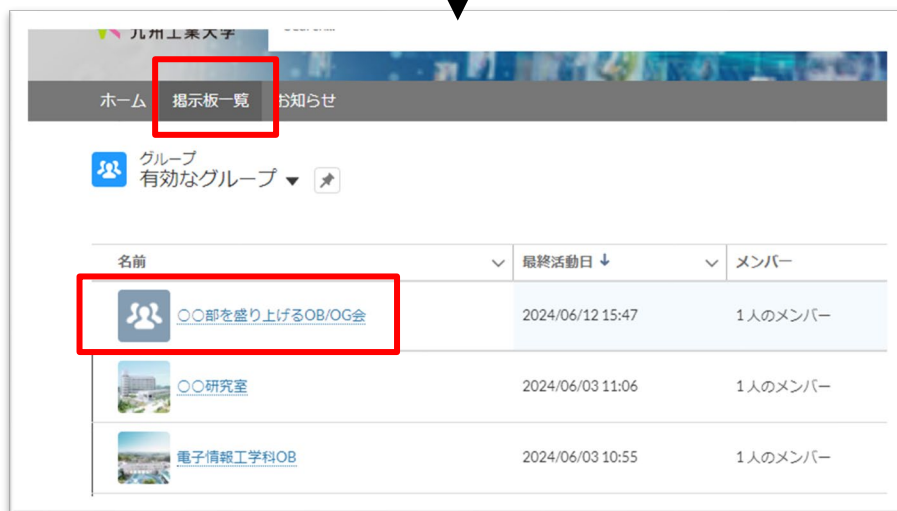 九州工業大学
ホーム 掲示板一覧 お知らせ
グループ
有効なグループ
名前 最終活動日 メンバー
〇〇部を盛り上げるOB/OG会 2024/06/12 15:47 1人のメンバー
〇〇研究室 2024/06/03 11:06 1人のメンバー
電子情報工学科OB 2024/06/03 10:55 1人のメンバー